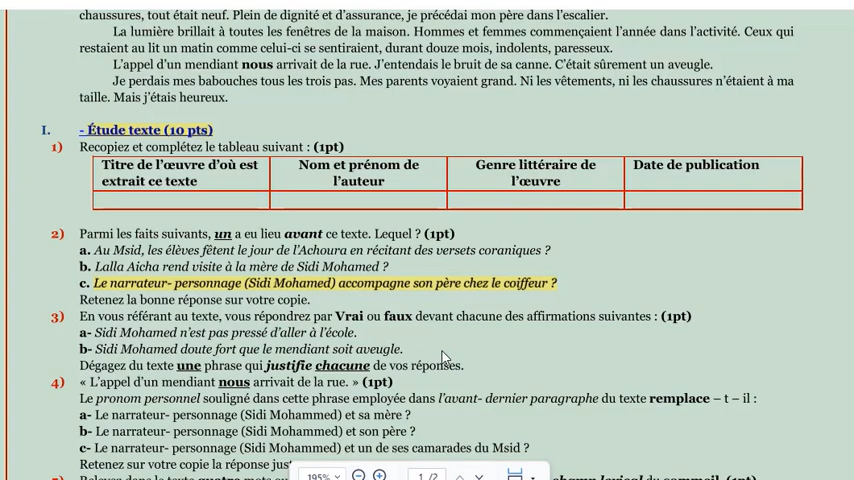 chaussures, tout était neuf. Plein de dignité et d'assurance, je précédai mon père dans l'escalier.
La lumière brillait à toutes les fenêtres de la maison. Hommes et femmes commençaient l'année dans l'activité. Ceux qui
restaient au lit un matin comme celui-ci se sentiraient, durant douze mois, indolents, paresseux.
L'appel d'un mendiant nous arrivait de la rue. J'entendais le bruit de sa canne. C'était sûrement un aveugle.
Je perdais mes babouches tous les trois pas. Mes parents voyaient grand. Ni les vêtements, ni les chaussures n'étaient à ma
taille. Mais j'étais heureux.
I. - Étude texte (10 pts)
1) Recopiez et complétez le tableau suivant : (1pt)
Titre de l'œuvre d'où est extrait ce texte | Nom et prénom de l'auteur | Genre littéraire de l'œuvre | Date de publication
2) Parmi les faits suivants, un a eu lieu avant ce texte. Lequel ? (1pt)
a. Au Msid, les élèves fêtent le jour de l'Achoura en récitant des versets coraniques ?
b. Lalla Aicha rend visite à la mère de Sidi Mohamed ?
c. Le narrateur- personnage (Sidi Mohamed) accompagne son père chez le coiffeur ?
Retenez la bonne réponse sur votre copie.
3) En vous référant au texte, vous répondrez par Vrai ou faux devant chacune des affirmations suivantes : (1pt)
a- Sidi Mohamed n'est pas pressé d'aller à l'école.
b- Sidi Mohamed doute fort que le mendiant soit aveugle.
Dégagez du texte une phrase qui justifie chacune de vos réponses.
4) « L'appel d'un mendiant nous arrivait de la rue. » (1pt)
Le pronom personnel souligné dans cette phrase employée dans l'avant- dernier paragraphe du texte remplace – t – il :
a- Le narrateur- personnage (Sidi Mohammed) et sa mère ?
b- Le narrateur- personnage (Sidi Mohammed) et son père ?
c- Le narrateur- personnage (Sidi Mohammed) et un de ses camarades du Msid ?
Retenez sur votre copie la réponse
195% 1 /2